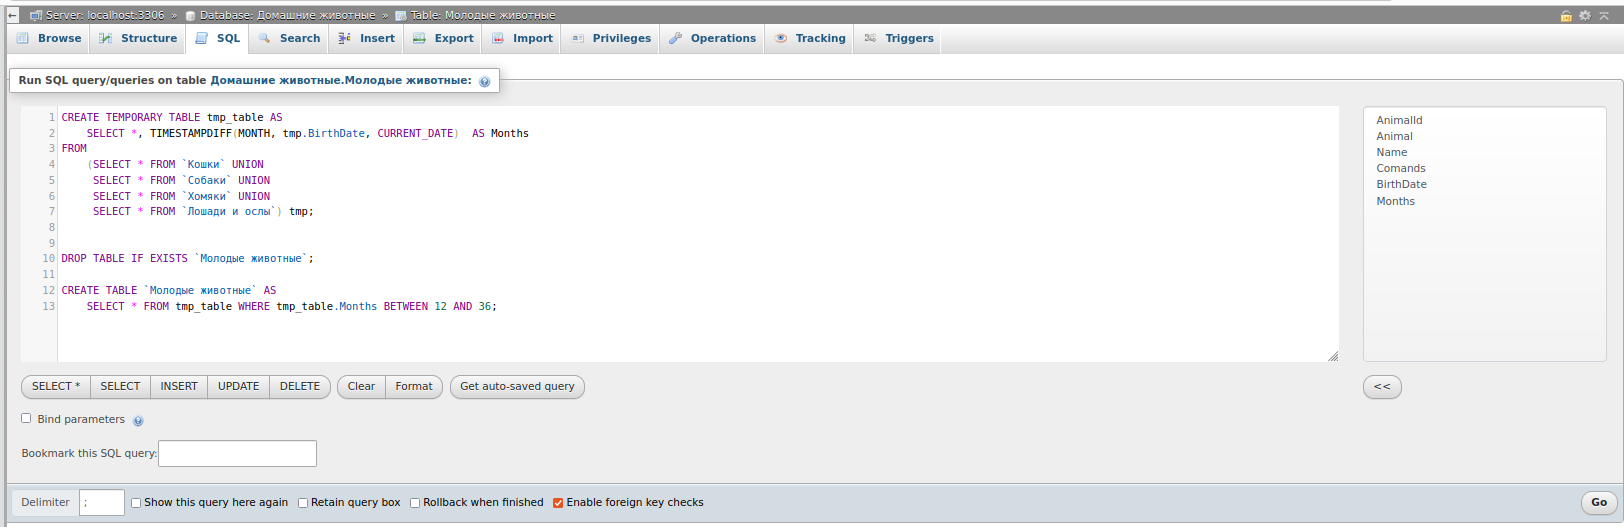 Server: localhost:3306 » Database: Домашние животные » Table: Молодые животные
Browse Structure SQL Search Insert Export Import Privileges Operations Tracking Triggers
Run SQL query/queries on table Домашние животные.Молодые животные:
1 CREATE TEMPORARY TABLE tmp_table AS
2 SELECT *, TIMESTAMPDIFF(MONTH, tmp.BirthDate, CURRENT_DATE) AS Months
3 FROM
4 (SELECT * FROM `Кошки` UNION
5 SELECT * FROM `Собаки` UNION
6 SELECT * FROM `Хомяки` UNION
7 SELECT * FROM `Лошади и ослы`) tmp;
8
9
10 DROP TABLE IF EXISTS `Молодые животные`;
11
12 CREATE TABLE `Молодые животные` AS
13 SELECT * FROM tmp_table WHERE tmp_table.Months BETWEEN 12 AND 36;
AnimalId
Animal
Name
Comands
BirthDate
Months
SELECT * SELECT INSERT UPDATE DELETE Clear Format Get auto-saved query <<
Bind parameters
Bookmark this SQL query:
Delimiter ; Show this query here again Retain query box Rollback when finished Enable foreign key checks Go